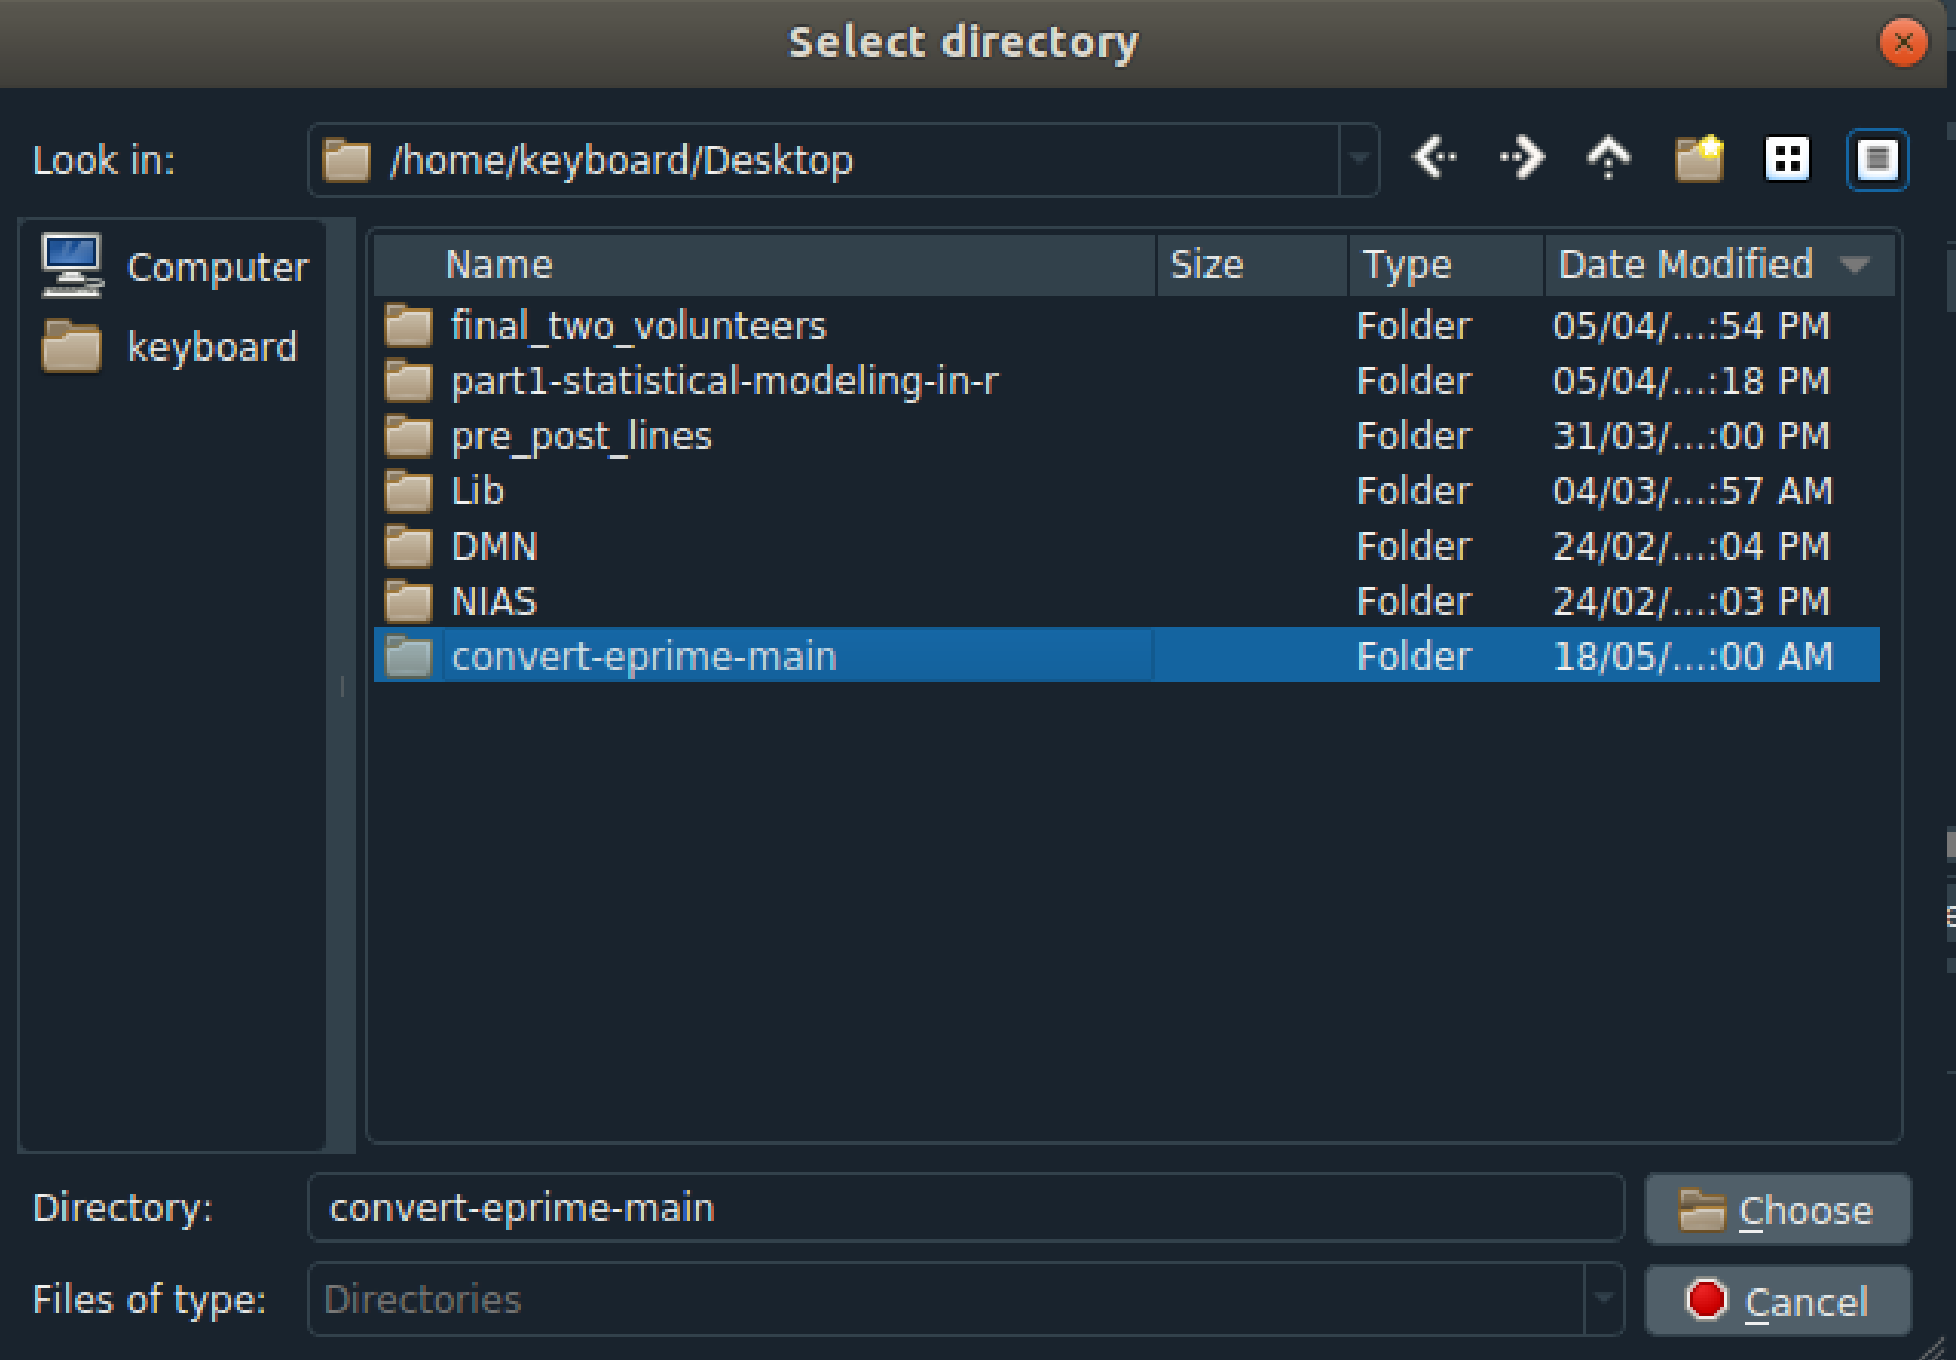 Select directory
Look in: /home/keyboard/Desktop
Computer
keyboard
Name Size Type Date Modified
final_two_volunteers Folder 05/04/...:54 PM
part1-statistical-modeling-in-r Folder 05/04/...:18 PM
pre_post_lines Folder 31/03/...:00 PM
Lib Folder 04/03/...:57 AM
DMN Folder 24/02/...:04 PM
NIAS Folder 24/02/...:03 PM
convert-eprime-main Folder 18/05/...:00 AM
Directory: convert-eprime-main Choose
Files of type: Directories Cancel